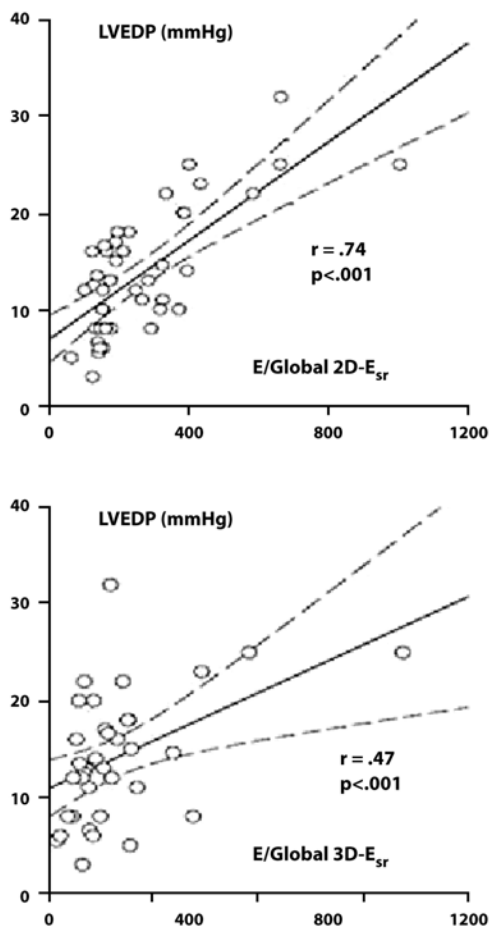 40
LVEDP (mmHg)
30
20
r = .74
p<.001
10
E/Global 2D-Esr
0
0 400 800 1200
40
LVEDP (mmHg)
30
20
r = .47
p<.001
10
E/Global 3D-Esr
0
0 400 800 1200